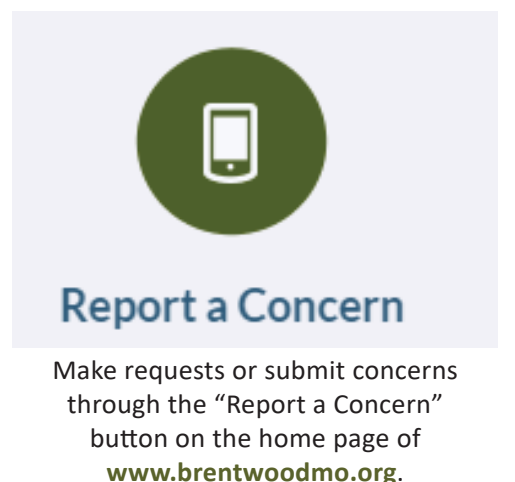 Report a Concern
Make requests or submit concerns
through the “Report a Concern”
button on the home page of
www.brentwoodmo.org.